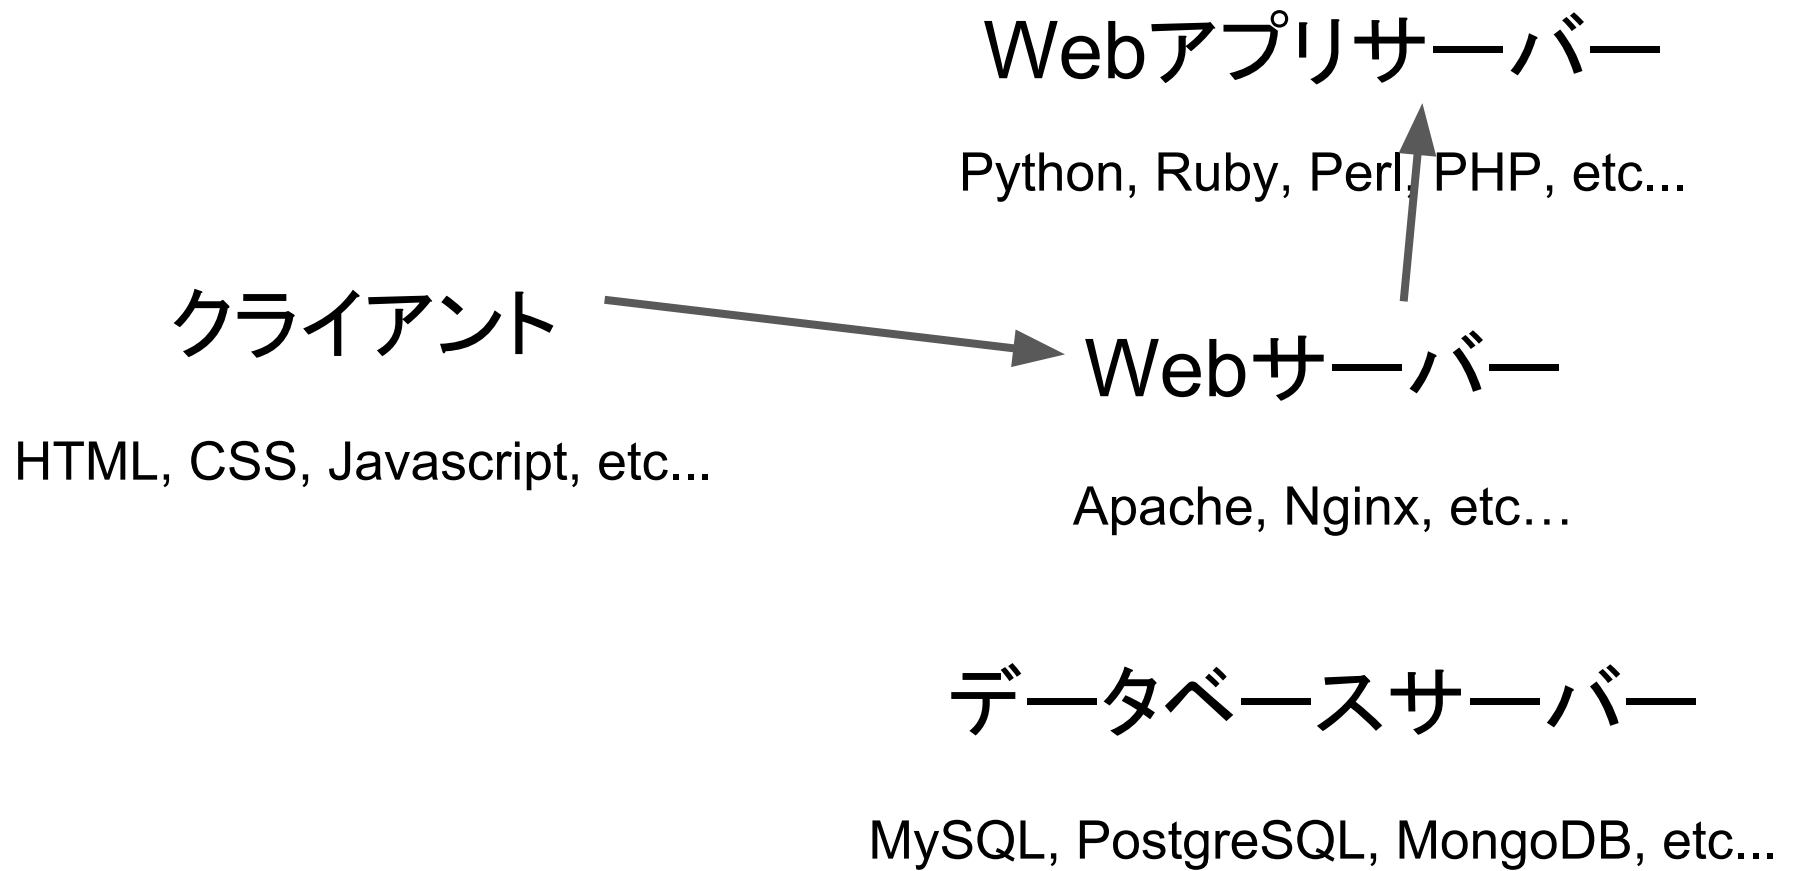 Webアプリサーバー
Python, Ruby, Perl, PHP, etc...
クライアント
HTML, CSS, Javascript, etc...
Webサーバー
Apache, Nginx, etc…
データベースサーバー
MySQL, PostgreSQL, MongoDB, etc...